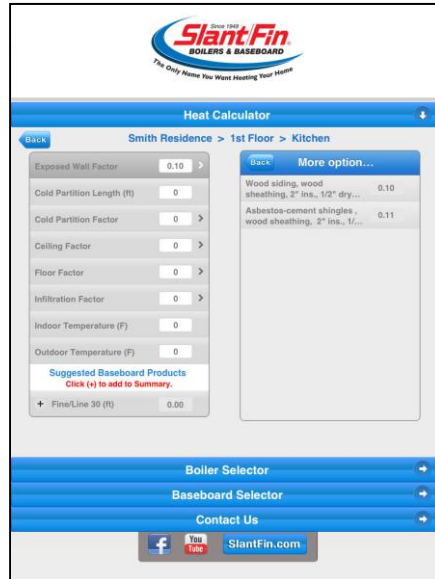 Since 1949
Slant/Fin.
BOILERS & BASEBOARD
The Only Name You Want Heating Your Home
Heat Calculator
Back
Smith Residence > 1st Floor > Kitchen
Exposed Wall Factor 0.10 >
Cold Partition Length (ft) 0
Cold Partition Factor 0 >
Ceiling Factor 0 >
Floor Factor 0 >
Infiltration Factor 0 >
Indoor Temperature (F) 0
Outdoor Temperature (F) 0
Suggested Baseboard Products
Click (+) to add to Summary.
+ Fine/Line 30 (ft) 0.00
Back More option...
Wood siding, wood
sheathing, 2" ins., 1/2" dry... 0.10
Asbestos-cement shingles ,
wood sheathing, 2" ins., 1/... 0.11
Boiler Selector
Baseboard Selector
Contact Us
f
You
Tube
SlantFin.com